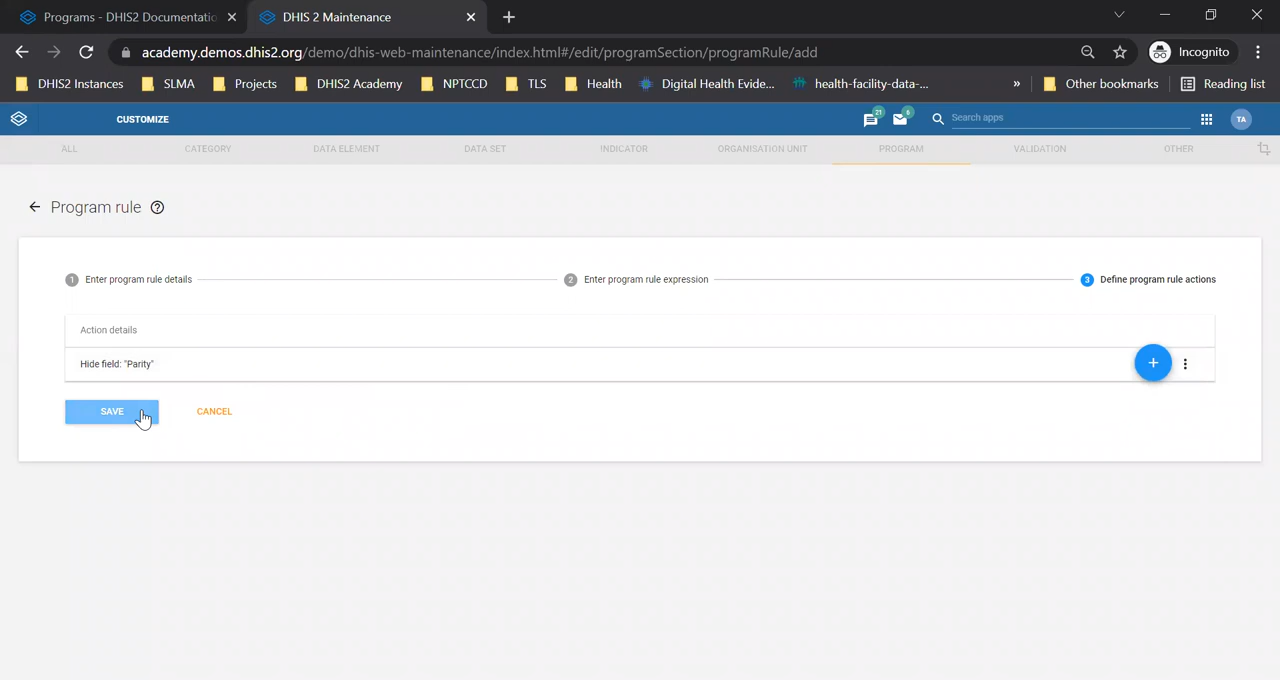 Programs - DHIS2 Documentatio
DHIS 2 Maintenance
academy.demos.dhis2.org/demo/dhis-web-maintenance/index.html#/edit/programSection/programRule/add
Incognito
DHIS2 Instances
SLMA
Projects
DHIS2 Academy
NPTCCD
TLS
Health
Digital Health Evide...
health-facility-data-...
»
Other bookmarks
Reading list
CUSTOMIZE
21
6
Search apps
TA
ALL
CATEGORY
DATA ELEMENT
DATA SET
INDICATOR
ORGANISATION UNIT
PROGRAM
VALIDATION
OTHER
Program rule
1 Enter program rule details
2 Enter program rule expression
3 Define program rule actions
Action details
Hide field: "Parity"
SAVE
CANCEL